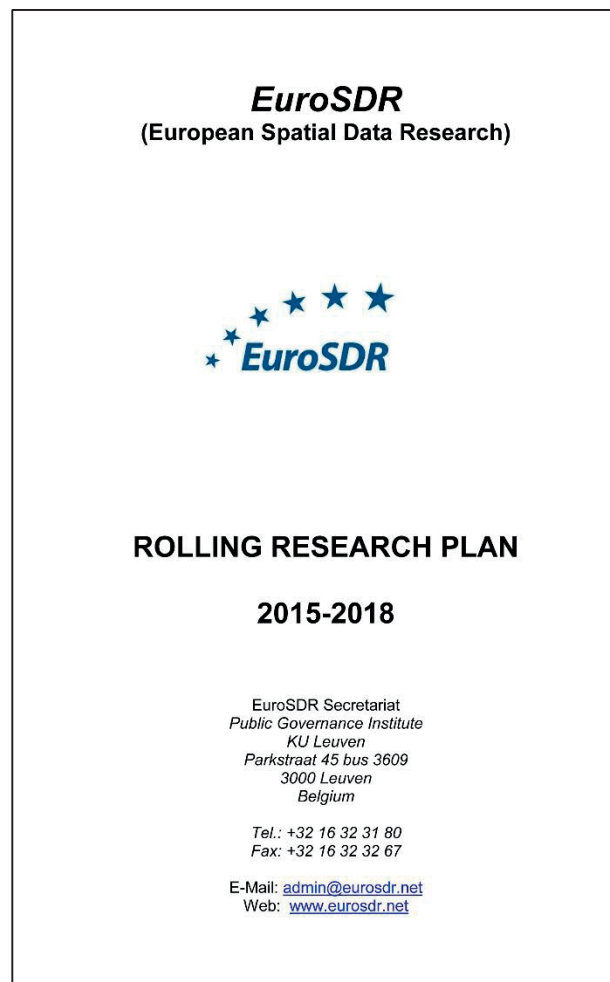 EuroSDR
(European Spatial Data Research)
EuroSDR
ROLLING RESEARCH PLAN
2015-2018
EuroSDR Secretariat
Public Governance Institute
KU Leuven
Parkstraat 45 bus 3609
3000 Leuven
Belgium
Tel.: +32 16 32 31 80
Fax: +32 16 32 32 67
E-Mail: admin@eurosdr.net
Web: www.eurosdr.net